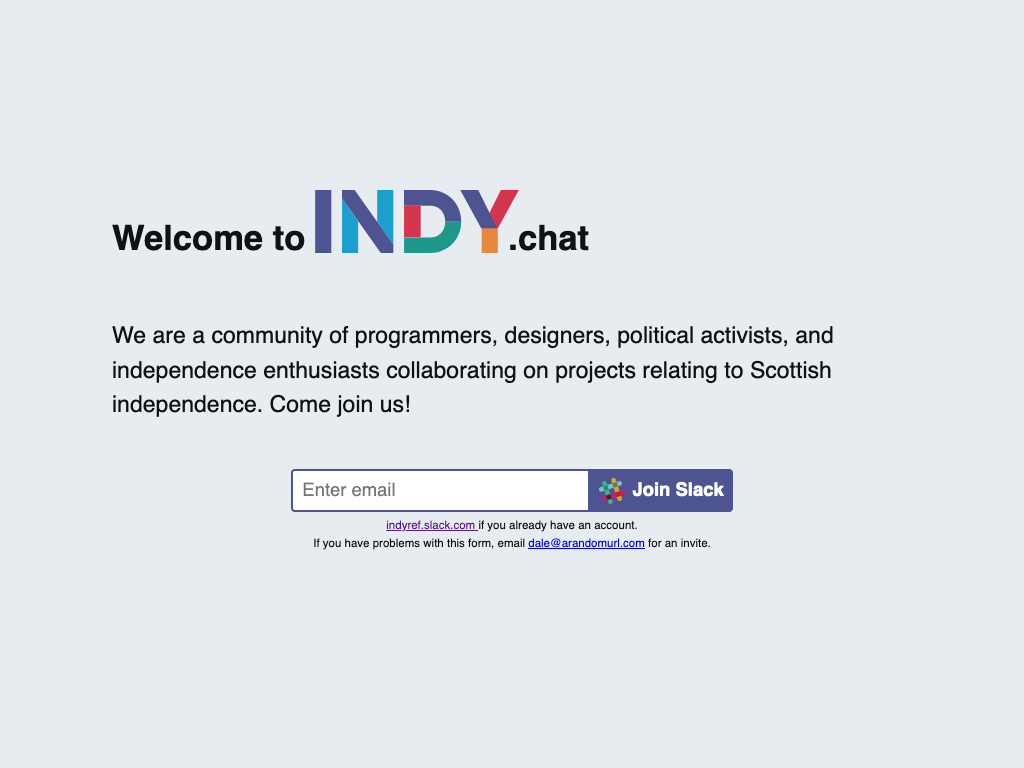 Welcome to INDY.chat
We are a community of programmers, designers, political activists, and
independence enthusiasts collaborating on projects relating to Scottish
independence. Come join us!
Enter email
Join Slack
indyref.slack.com if you already have an account.
If you have problems with this form, email dale@arandomurl.com for an invite.